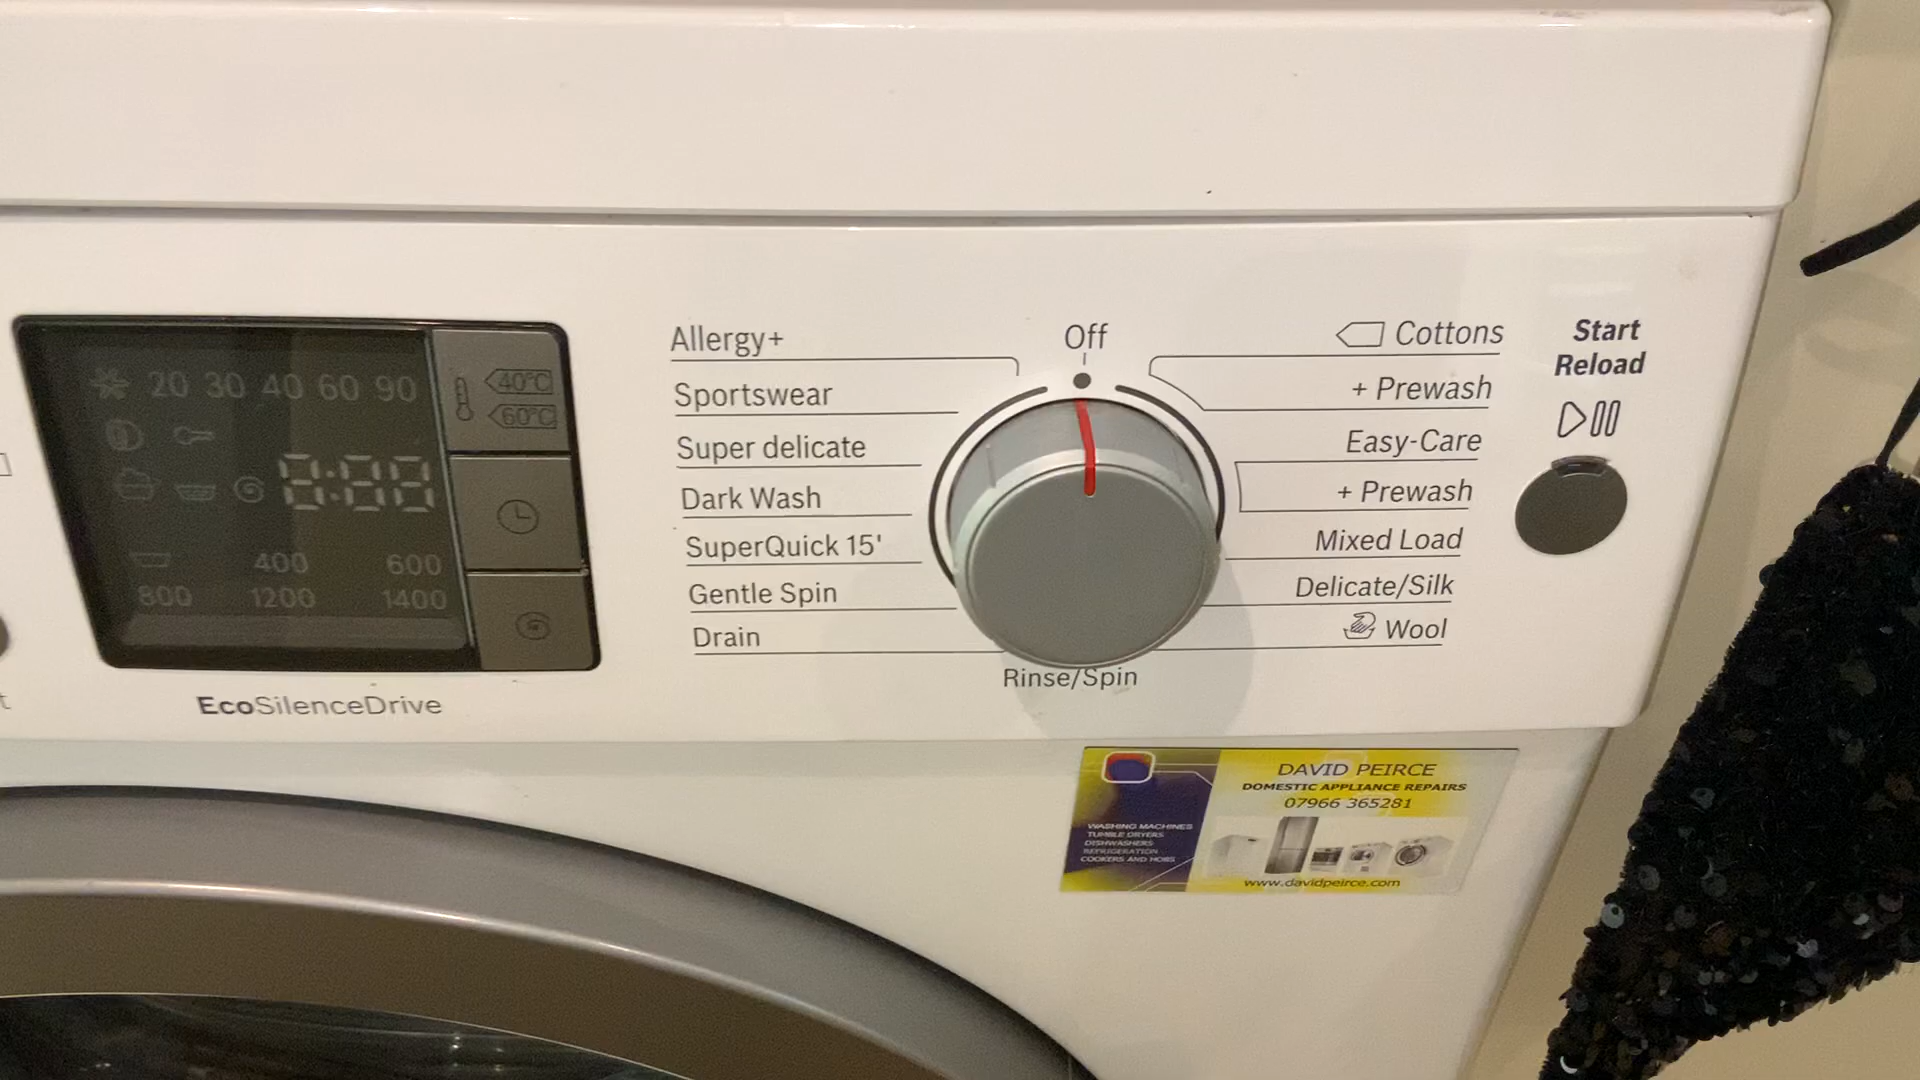 20 30 40 60 90
40°C
60°C
8:88
400 600
800 1200 1400
EcoSilenceDrive
Allergy+
Sportswear
Super delicate
Dark Wash
SuperQuick 15'
Gentle Spin
Drain
Off
Rinse/Spin
Cottons
+ Prewash
Easy-Care
+ Prewash
Mixed Load
Delicate/Silk
Wool
Start
Reload
DAVID PEIRCE
DOMESTIC APPLIANCE REPAIRS
07966 365281
WASHING MACHINES
TUMBLE DRYERS
DISHWASHERS
REFRIGERATION
COOKERS AND HOBS
www.davidpeirce.com